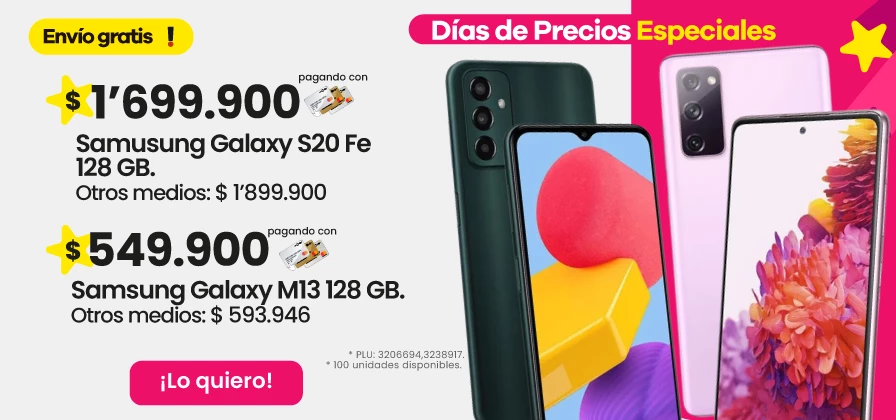 Envío gratis !
Días de Precios Especiales
pagando con
$ 1'699.900
Samusung Galaxy S20 Fe
128 GB.
Otros medios: $ 1'899.900
pagando con
$ 549.900
Samsung Galaxy M13 128 GB.
Otros medios: $ 593.946
* PLU: 3206694,3238917.
* 100 unidades disponibles.
¡Lo quiero!